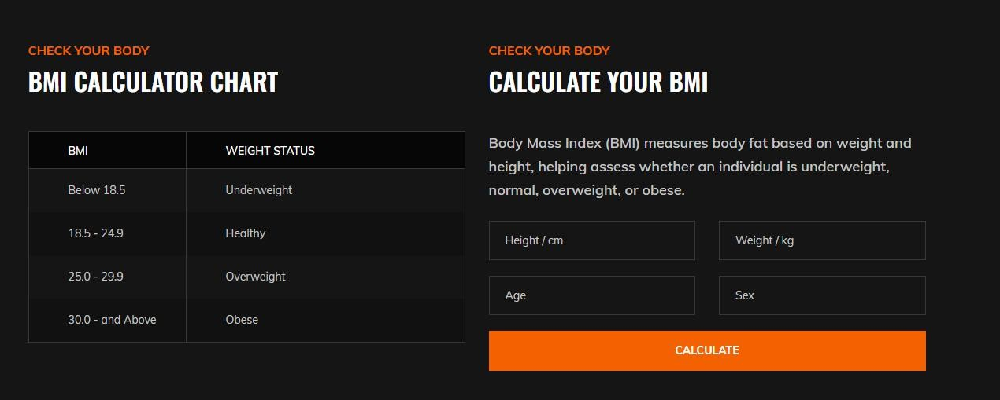 CHECK YOUR BODY
BMI CALCULATOR CHART
BMI WEIGHT STATUS
Below 18.5 Underweight
18.5 - 24.9 Healthy
25.0 - 29.9 Overweight
30.0 - and Above Obese
CHECK YOUR BODY
CALCULATE YOUR BMI
Body Mass Index (BMI) measures body fat based on weight and
height, helping assess whether an individual is underweight,
normal, overweight, or obese.
Height / cm Weight / kg
Age Sex
CALCULATE